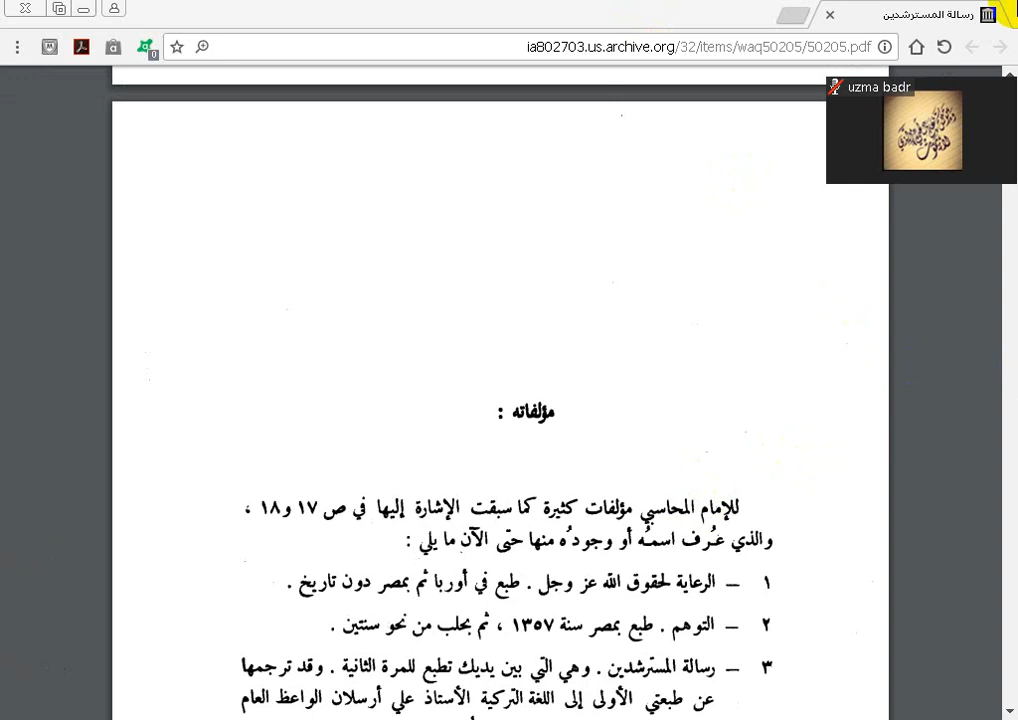 رسالة المسترشدين
ia802703.us.archive.org/32/items/waq50205/50205.pdf
0
uzma badr
مؤلفاته :
للإمام المحاسبي مؤلفات كثيرة كما سبقت الإشارة إليها في ص ١٧ و١٨ ،
والذي عُرف اسمُه أو وجودُه منها حتّى الآن ما يلي :
١ – الرعاية لحقوق الله عز وجل . طبع في أوربا ثم بمصر دون تاريخ .
٢ – التوهم . طبع بمصر سنة ١٣٥٧ ، ثم بحلب من نحو سنتين .
٣ – رسالة المسترشدين . وهي التي بين يديك تطبع للمرة الثانية . وقد ترجمها
عن طبعتي الأولى إلى اللغة التركية الأستاذ علي أرسلان الواعظ العام